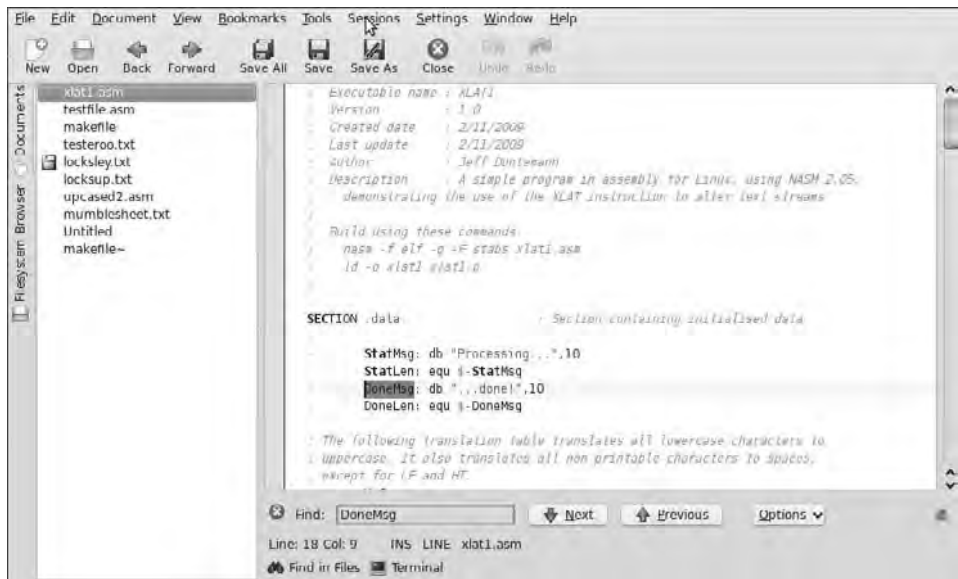 File Edit Document View Bookmarks Tools Sessions Settings Window Help
New Open Back Forward Save All Save Save As Close Undo Redo
Documents
Filesystem Browser
xlat1.asm
testfile.asm
makefile
testeroo.txt
locksley.txt
locksup.txt
upcased2.asm
mumblesheet.txt
Untitled
makefile~
; Executable name : XLAT1
; Version : 1.0
; Created date : 2/11/2009
; Last update : 2/11/2009
; Author : Jeff Duntemann
; Description : A simple program in assembly for Linux, using NASM 2.05,
; demonstrating the use of the XLAT instruction to alter text streams
;
; Build using these commands:
; nasm -f elf -g -F stabs xlat1.asm
; ld -o xlat1 xlat1.o
;
SECTION .data ; Section containing initialised data
StatMsg: db "Processing...",10
StatLen: equ $-StatMsg
DoneMsg: db "...done!",10
DoneLen: equ $-DoneMsg
; The following translation table translates all lowercase characters to
; uppercase. It also translates all non-printable characters to spaces,
; except for LF and HT.
Find: DoneMsg Next Previous Options
Line: 18 Col: 9 INS LINE xlat1.asm
Find in Files Terminal